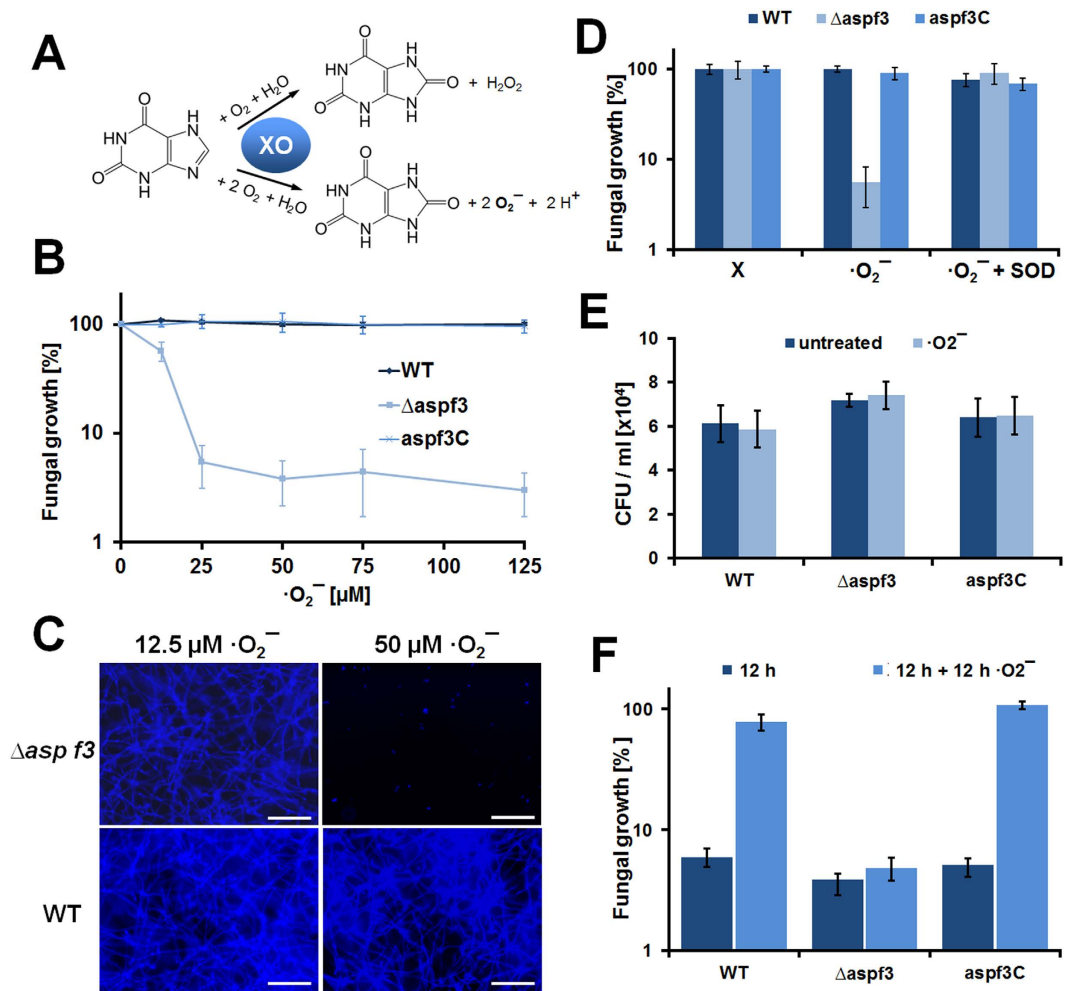 A
O
HN
O
N
H
H
N
N
+ O₂ + H₂O
XO
+ 2 O₂ + H₂O
O
HN
O
N
H
H
N
O
N
H
+ H₂O₂
O
HN
O
N
H
H
N
O
N
H
+ 2 O₂⁻ + 2 H⁺
B
Fungal growth [%]
100
10
1
0 25 50 75 100 125
·O₂⁻ [µM]
WT
Δaspf3
aspf3C
C
12.5 µM ·O₂⁻ 50 µM ·O₂⁻
Δasp f3
WT
D
WT Δaspf3 aspf3C
Fungal growth [%]
100
10
1
X ·O₂⁻ ·O₂⁻ + SOD
E
untreated ·O2⁻
CFU / ml [x10⁴]
10
8
6
4
2
0
WT Δaspf3 aspf3C
F
12 h 12 h + 12 h ·O2⁻
Fungal growth [% ]
100
10
1
WT Δaspf3 aspf3C